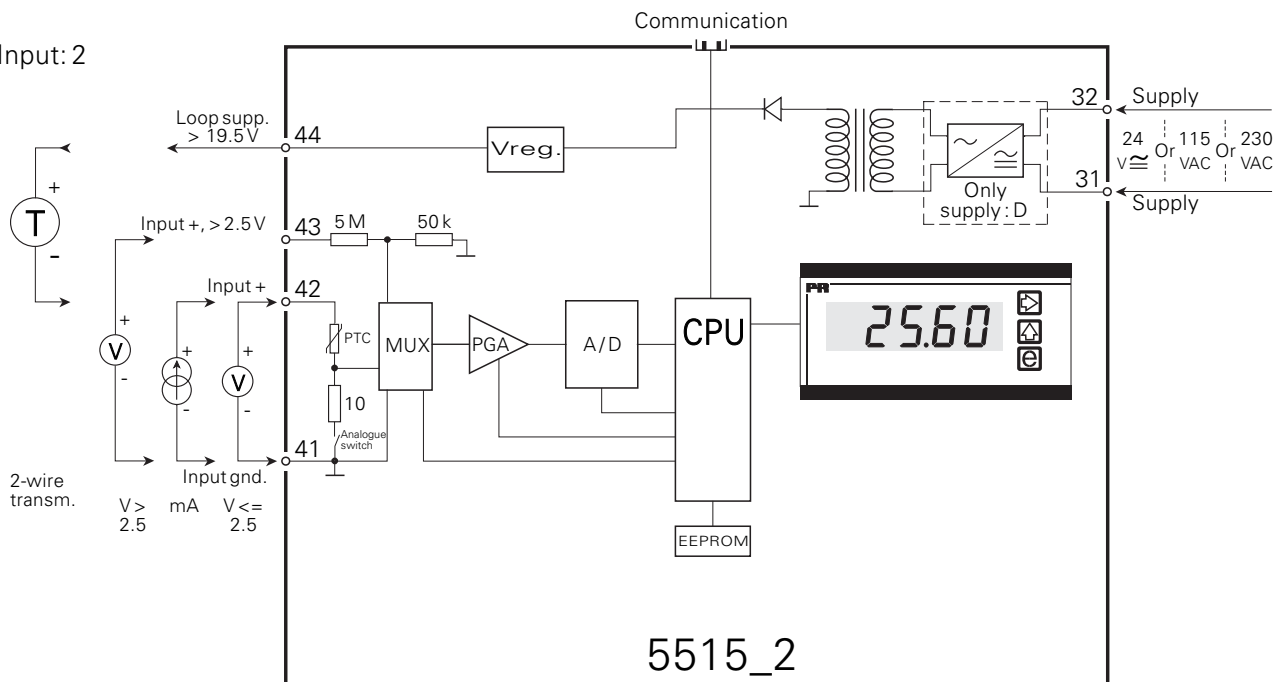 Communication
Input: 2
Loop supp.
> 19.5 V
44
Vreg.
32
Supply
24
V≅
Or
115
VAC
Or
230
VAC
31
Supply
Only
supply : D
Input +, > 2.5 V
43
5 M
50 k
Input +
42
PTC
MUX
PGA
A/D
CPU
PR
25.60
e
T
+
-
+
V
-
+
-
+
V
-
10
Analogue
switch
41
Input gnd.
2-wire
transm.
V >
2.5
mA
V <=
2.5
EEPROM
5515_2